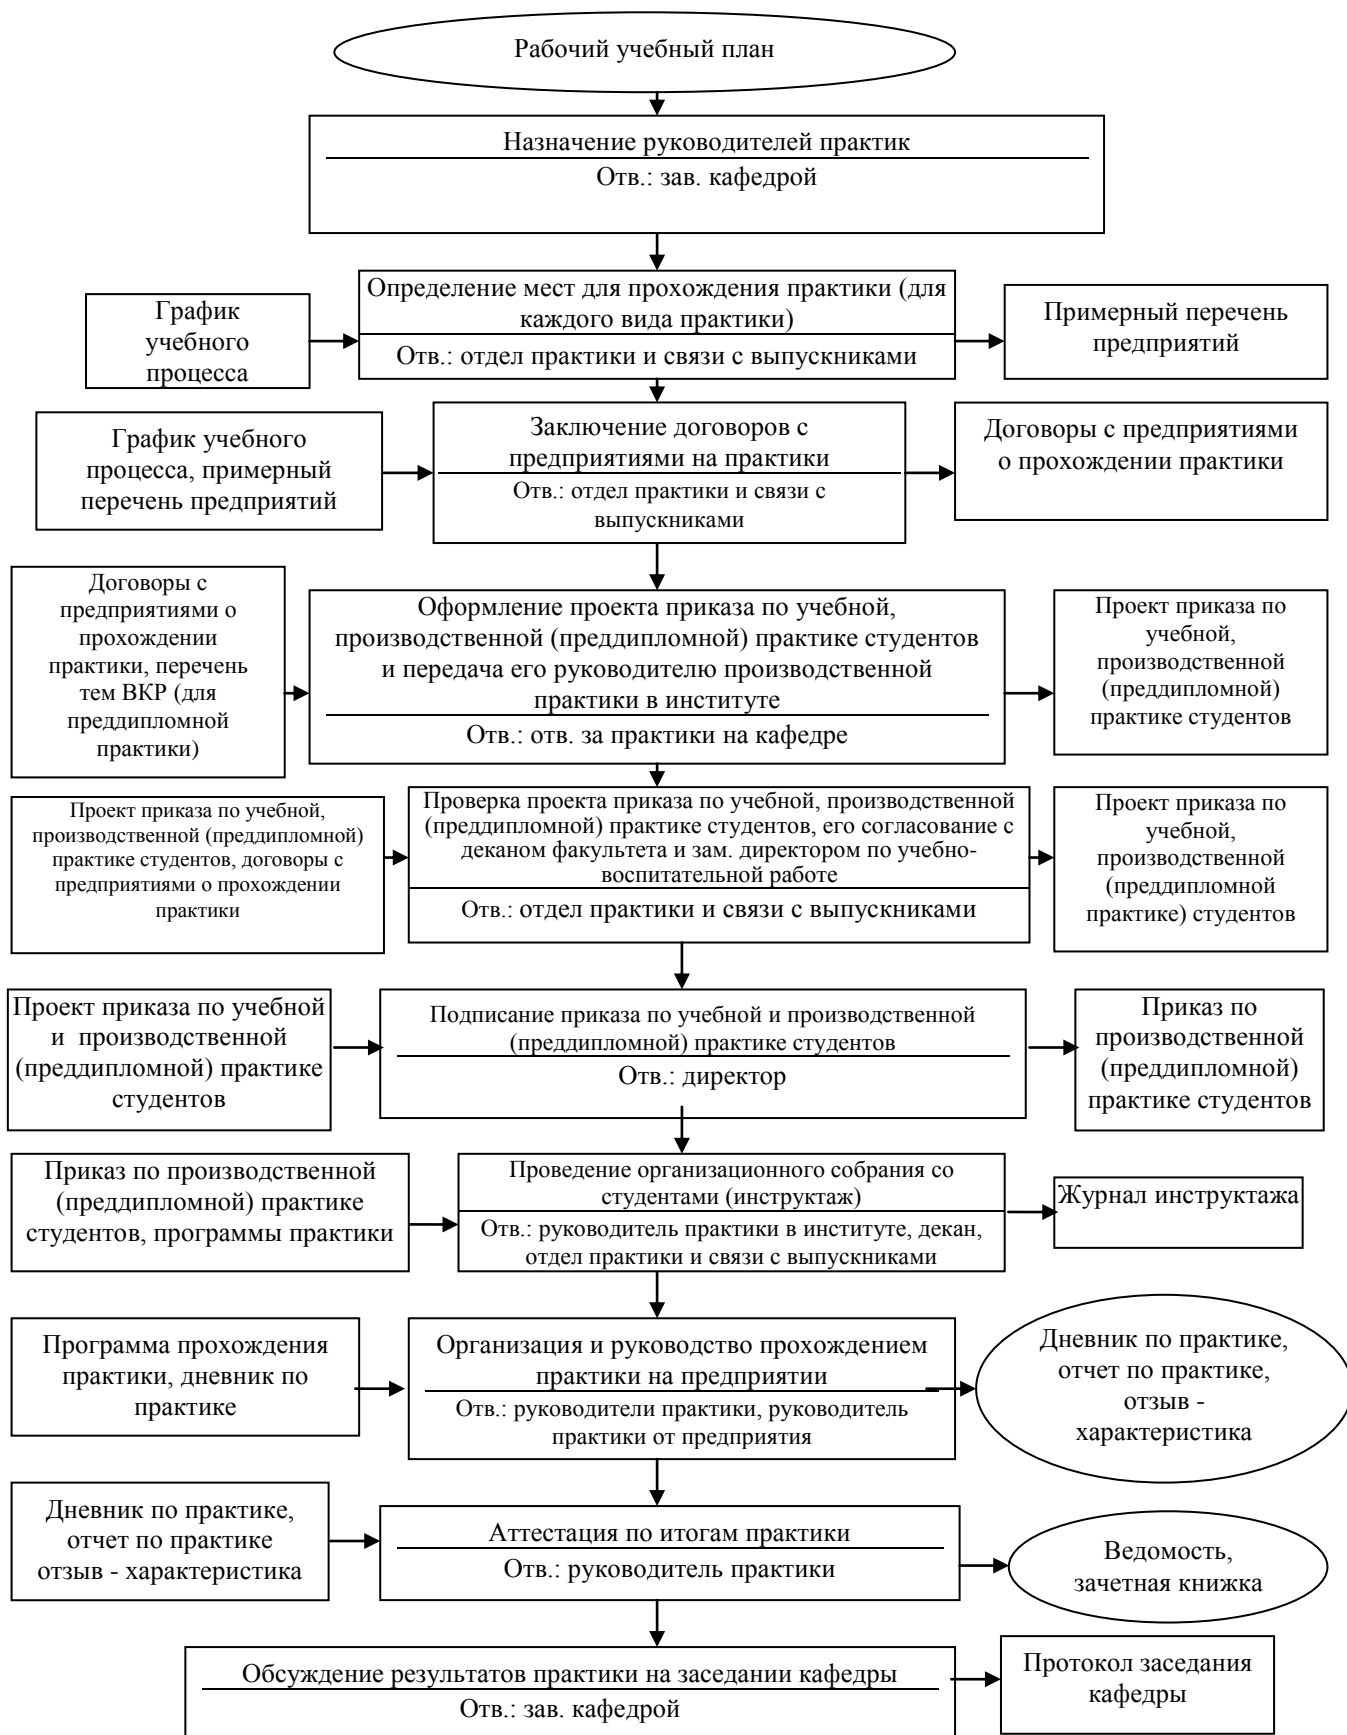 Рабочий учебный план
Назначение руководителей практик
Отв.: зав. кафедрой
График
учебного
процесса
Определение мест для прохождения практики (для
каждого вида практики)
Отв.: отдел практики и связи с выпускниками
Примерный перечень
предприятий
График учебного
процесса, примерный
перечень предприятий
Заключение договоров с
предприятиями на практики
Отв.: отдел практики и связи с
выпускниками
Договоры с предприятиями
о прохождении практики
Договоры с
предприятиями о
прохождении
практики, перечень
тем ВКР (для
преддипломной
практики)
Оформление проекта приказа по учебной,
производственной (преддипломной) практике студентов
и передача его руководителю производственной
практики в институте
Отв.: отв. за практики на кафедре
Проект приказа по
учебной,
производственной
(преддипломной)
практике студентов
Проект приказа по учебной,
производственной (преддипломной)
практике студентов, договоры с
предприятиями о прохождении
практики
Проверка проекта приказа по учебной, производственной
(преддипломной) практике студентов, его согласование с
деканом факультета и зам. директором по учебно-
воспитательной работе
Отв.: отдел практики и связи с выпускниками
Проект приказа по
учебной,
производственной
(преддипломной
практике) студентов
Проект приказа по учебной
и производственной
(преддипломной) практике
студентов
Подписание приказа по учебной и производственной
(преддипломной) практике студентов
Отв.: директор
Приказ по
производственной
(преддипломной)
практике студентов
Приказ по производственной
(преддипломной) практике
студентов, программы практики
Проведение организационного собрания со
студентами (инструктаж)
Отв.: руководитель практики в институте, декан,
отдел практики и связи с выпускниками
Журнал инструктажа
Программа прохождения
практики, дневник по
практике
Организация и руководство прохождением
практики на предприятии
Отв.: руководители практики, руководитель
практики от предприятия
Дневник по практике,
отчет по практике,
отзыв -
характеристика
Дневник по практике,
отчет по практике
отзыв - характеристика
Аттестация по итогам практики
Отв.: руководитель практики
Ведомость,
зачетная книжка
Обсуждение результатов практики на заседании кафедры
Отв.: зав. кафедрой
Протокол заседания
кафедры